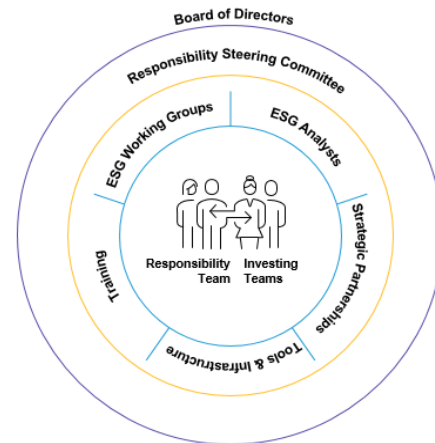 Board of Directors
Responsibility Steering Committee
ESG Working Groups
ESG Analysts
Strategic Partnerships
Tools & Infrastructure
Training
Responsibility Team
Investing Teams